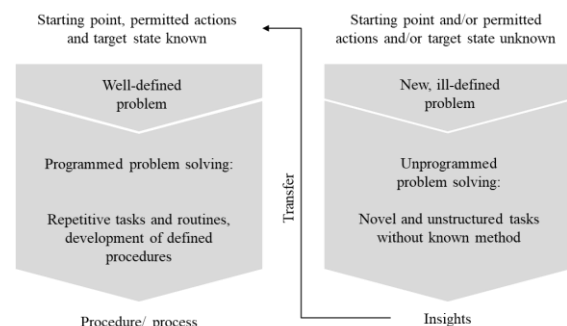 Starting point, permitted actions
and target state known
Well-defined
problem
Programmed problem solving:
Repetitive tasks and routines,
development of defined
procedures
Procedure/ process
Transfer
Starting point and/or permitted
actions and/or target state unknown
New, ill-defined
problem
Unprogrammed
problem solving:
Novel and unstructured tasks
without known method
Insights